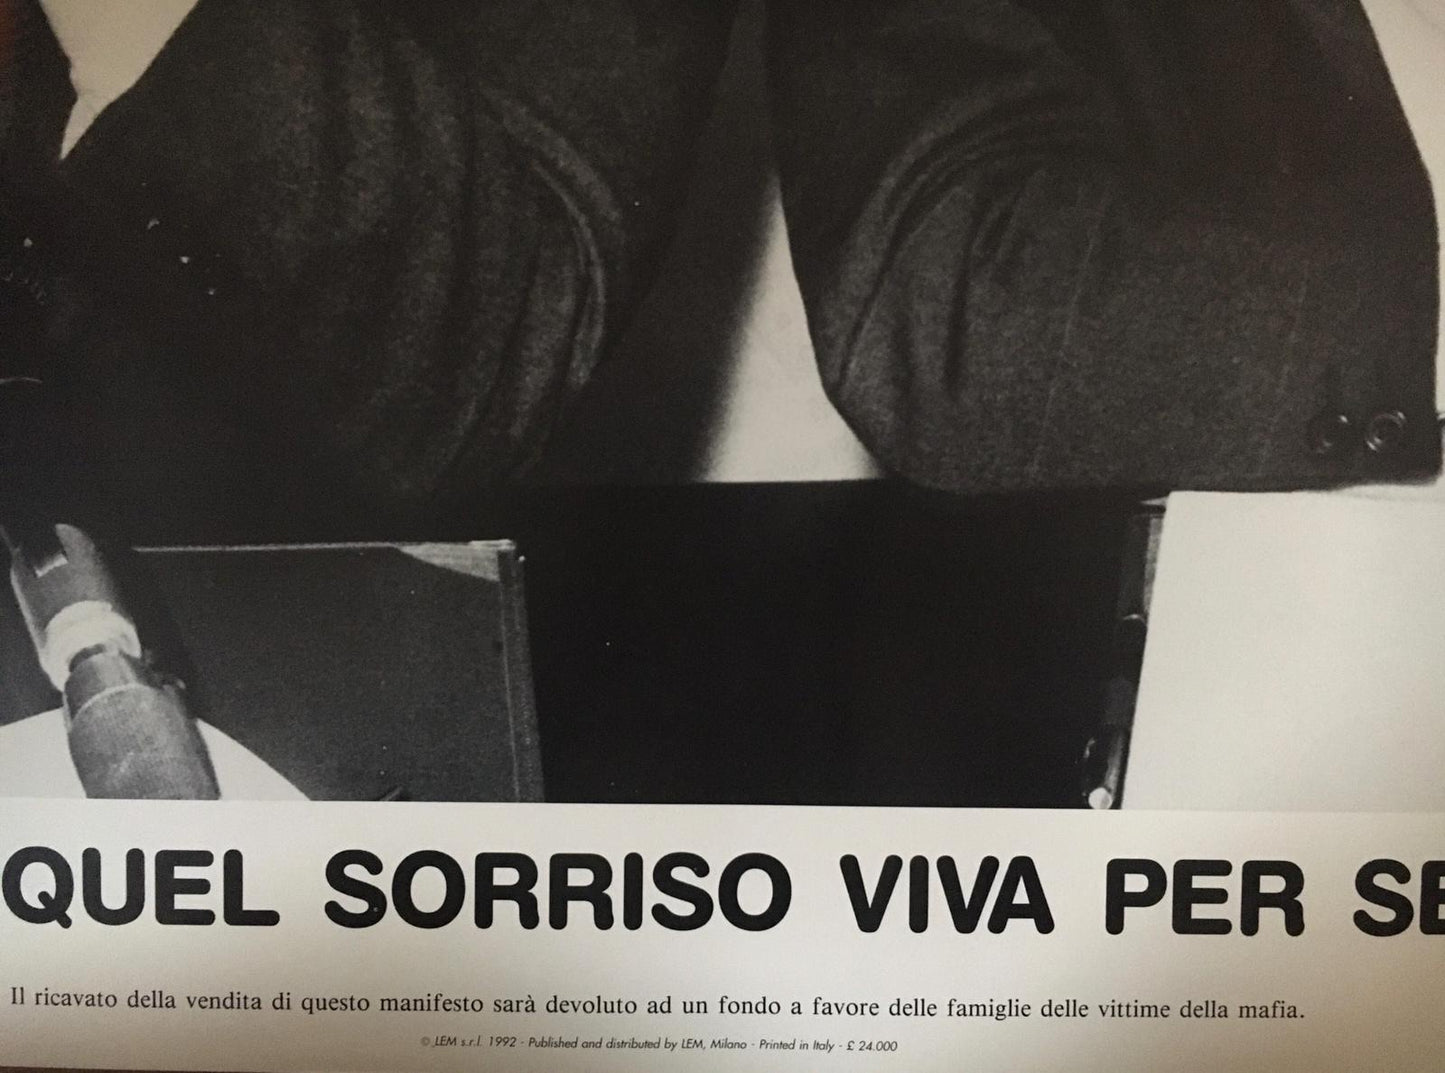 QUEL SORRISO VIVA PER SE
Il ricavato della vendita di questo manifesto sarà devoluto ad un fondo a favore delle famiglie delle vittime della mafia.
© LEM s.r.l. 1992 - Published and distributed by LEM, Milano - Printed in Italy - £ 24.000